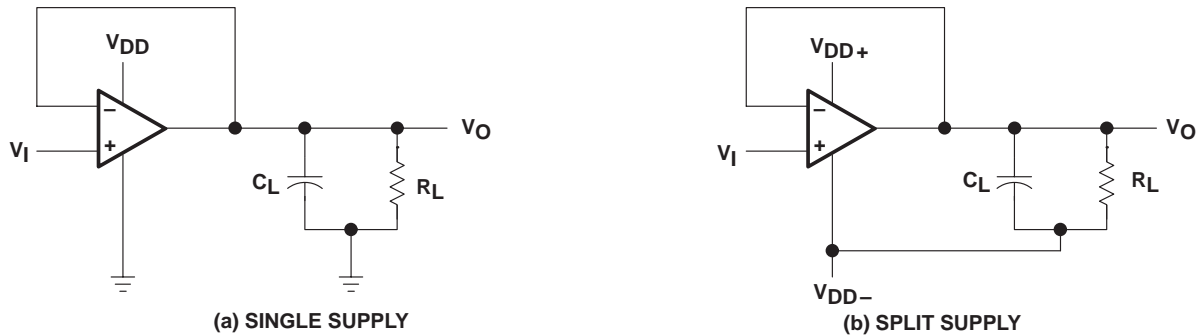 VDD
−
+
VI
CL
RL
VO
(a) SINGLE SUPPLY
VDD+
−
+
VI
CL
RL
VO
VDD−
(b) SPLIT SUPPLY